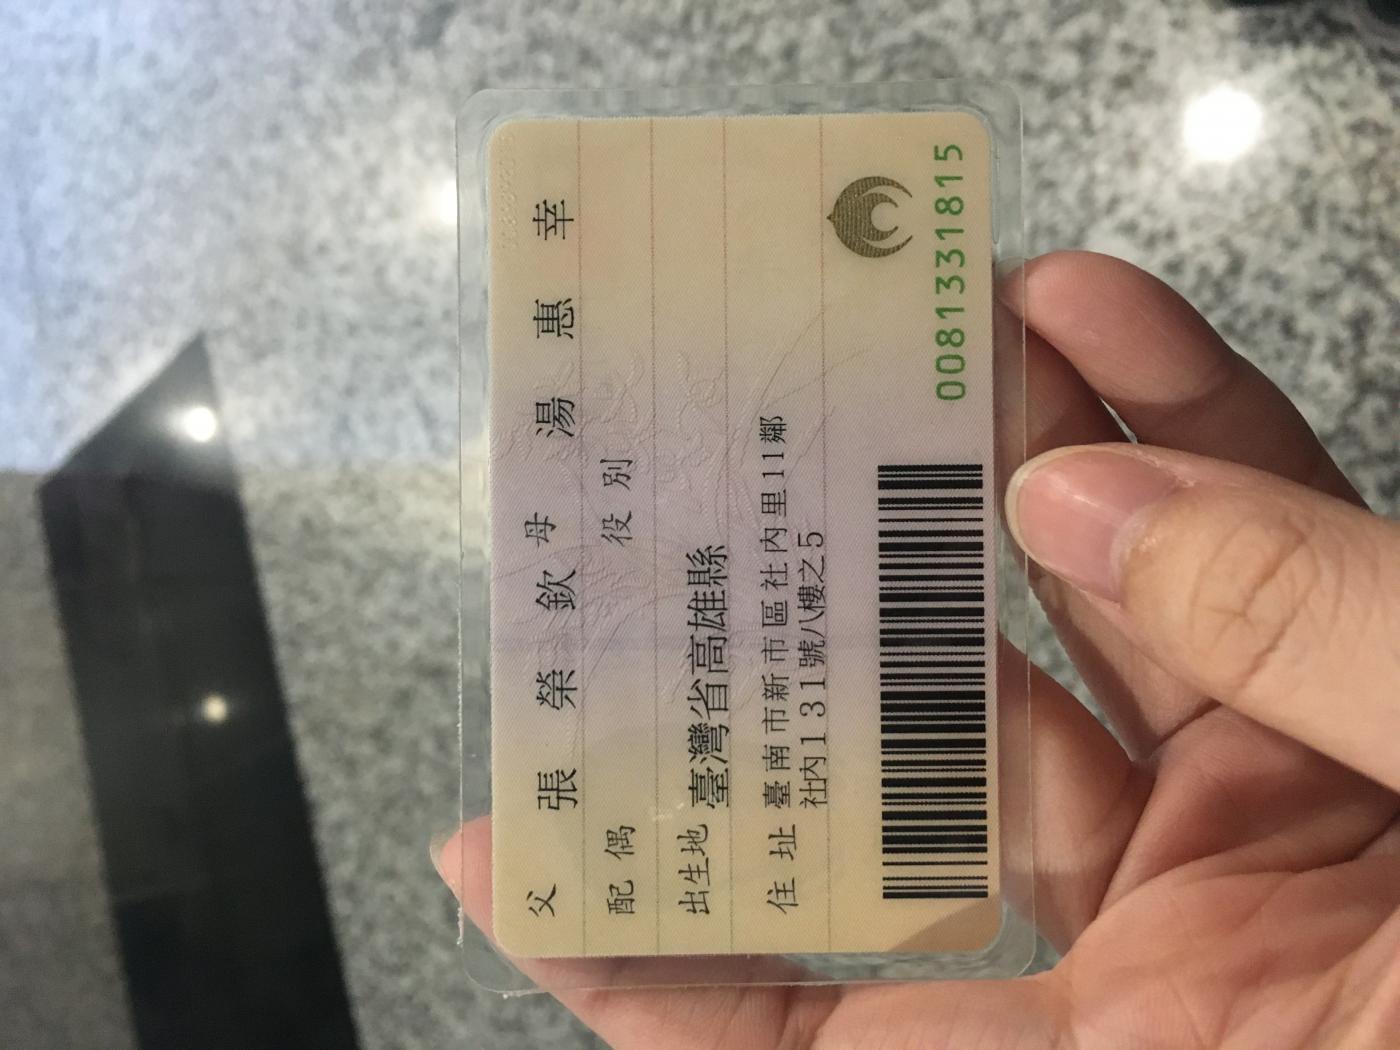 父 張榮欽 母 湯惠幸
配偶 役別
出生地 臺灣省高雄縣
住址 臺南市新市區社內里11鄰
社內131號八樓之5
0081331815